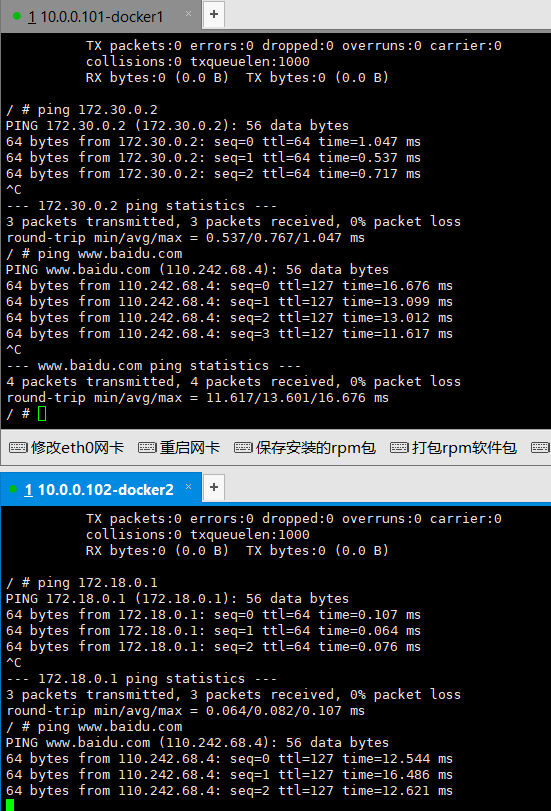 1 10.0.0.101-docker1 × +
TX packets:0 errors:0 dropped:0 overruns:0 carrier:0
collisions:0 txqueuelen:1000
RX bytes:0 (0.0 B)  TX bytes:0 (0.0 B)
/ # ping 172.30.0.2
PING 172.30.0.2 (172.30.0.2): 56 data bytes
64 bytes from 172.30.0.2: seq=0 ttl=64 time=1.047 ms
64 bytes from 172.30.0.2: seq=1 ttl=64 time=0.537 ms
64 bytes from 172.30.0.2: seq=2 ttl=64 time=0.717 ms
^C
--- 172.30.0.2 ping statistics ---
3 packets transmitted, 3 packets received, 0% packet loss
round-trip min/avg/max = 0.537/0.767/1.047 ms
/ # ping www.baidu.com
PING www.baidu.com (110.242.68.4): 56 data bytes
64 bytes from 110.242.68.4: seq=0 ttl=127 time=16.676 ms
64 bytes from 110.242.68.4: seq=1 ttl=127 time=13.099 ms
64 bytes from 110.242.68.4: seq=2 ttl=127 time=13.012 ms
64 bytes from 110.242.68.4: seq=3 ttl=127 time=11.617 ms
^C
--- www.baidu.com ping statistics ---
4 packets transmitted, 4 packets received, 0% packet loss
round-trip min/avg/max = 11.617/13.601/16.676 ms
/ #
修改eth0网卡 重启网卡 保存安装的rpm包 打包rpm软件包
1 10.0.0.102-docker2 × +
TX packets:0 errors:0 dropped:0 overruns:0 carrier:0
collisions:0 txqueuelen:1000
RX bytes:0 (0.0 B)  TX bytes:0 (0.0 B)
/ # ping 172.18.0.1
PING 172.18.0.1 (172.18.0.1): 56 data bytes
64 bytes from 172.18.0.1: seq=0 ttl=64 time=0.107 ms
64 bytes from 172.18.0.1: seq=1 ttl=64 time=0.064 ms
64 bytes from 172.18.0.1: seq=2 ttl=64 time=0.076 ms
^C
--- 172.18.0.1 ping statistics ---
3 packets transmitted, 3 packets received, 0% packet loss
round-trip min/avg/max = 0.064/0.082/0.107 ms
/ # ping www.baidu.com
PING www.baidu.com (110.242.68.4): 56 data bytes
64 bytes from 110.242.68.4: seq=0 ttl=127 time=12.544 ms
64 bytes from 110.242.68.4: seq=1 ttl=127 time=16.486 ms
64 bytes from 110.242.68.4: seq=2 ttl=127 time=12.621 ms